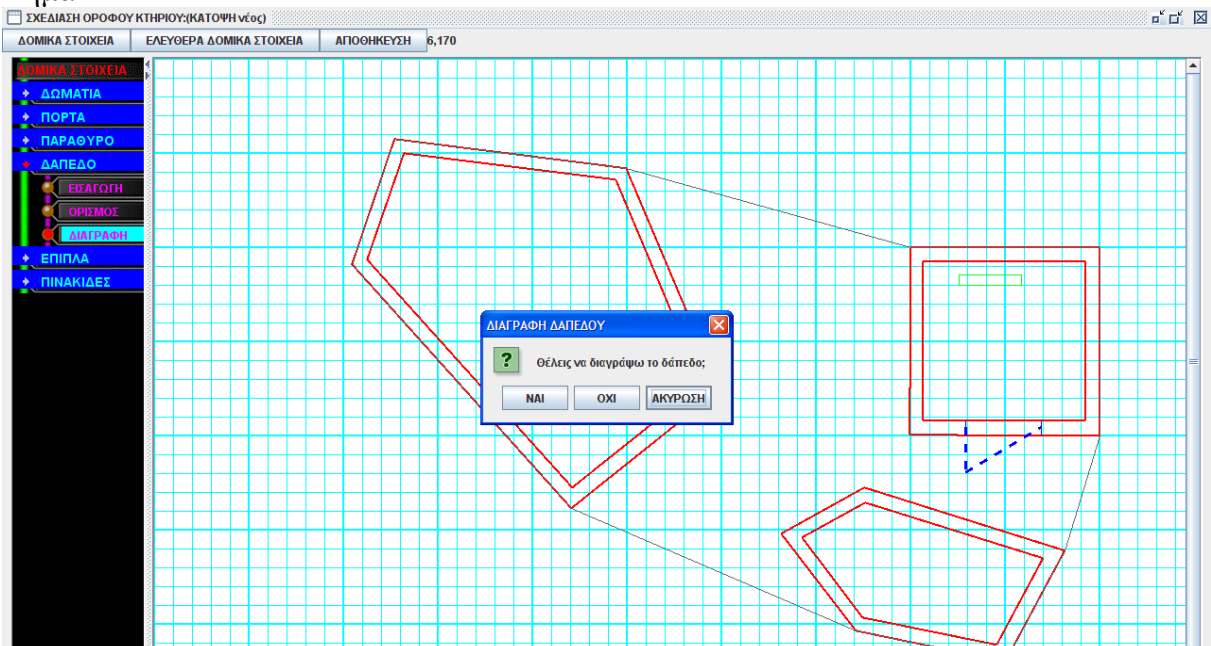 ΣΧΕΔΙΑΣΗ ΟΡΟΦΟΥ ΚΤΗΡΙΟΥ:(ΚΑΤΟΨΗ νέος)
ΔΟΜΙΚΑ ΣΤΟΙΧΕΙΑ ΕΛΕΥΘΕΡΑ ΔΟΜΙΚΑ ΣΤΟΙΧΕΙΑ ΑΠΟΘΗΚΕΥΣΗ 6,170
ΔΟΜΙΚΑ ΣΤΟΙΧΕΙΑ
ΔΩΜΑΤΙΑ
ΠΟΡΤΑ
ΠΑΡΑΘΥΡΟ
ΔΑΠΕΔΟ
ΕΙΣΑΓΩΓΗ
ΟΡΙΣΜΟΣ
ΔΙΑΓΡΑΦΗ
ΕΠΙΠΛΑ
ΠΙΝΑΚΙΔΕΣ
ΔΙΑΓΡΑΦΗ ΔΑΠΕΔΟΥ
Θέλεις να διαγράψω το δάπεδο;
ΝΑΙ ΟΧΙ ΑΚΥΡΩΣΗ